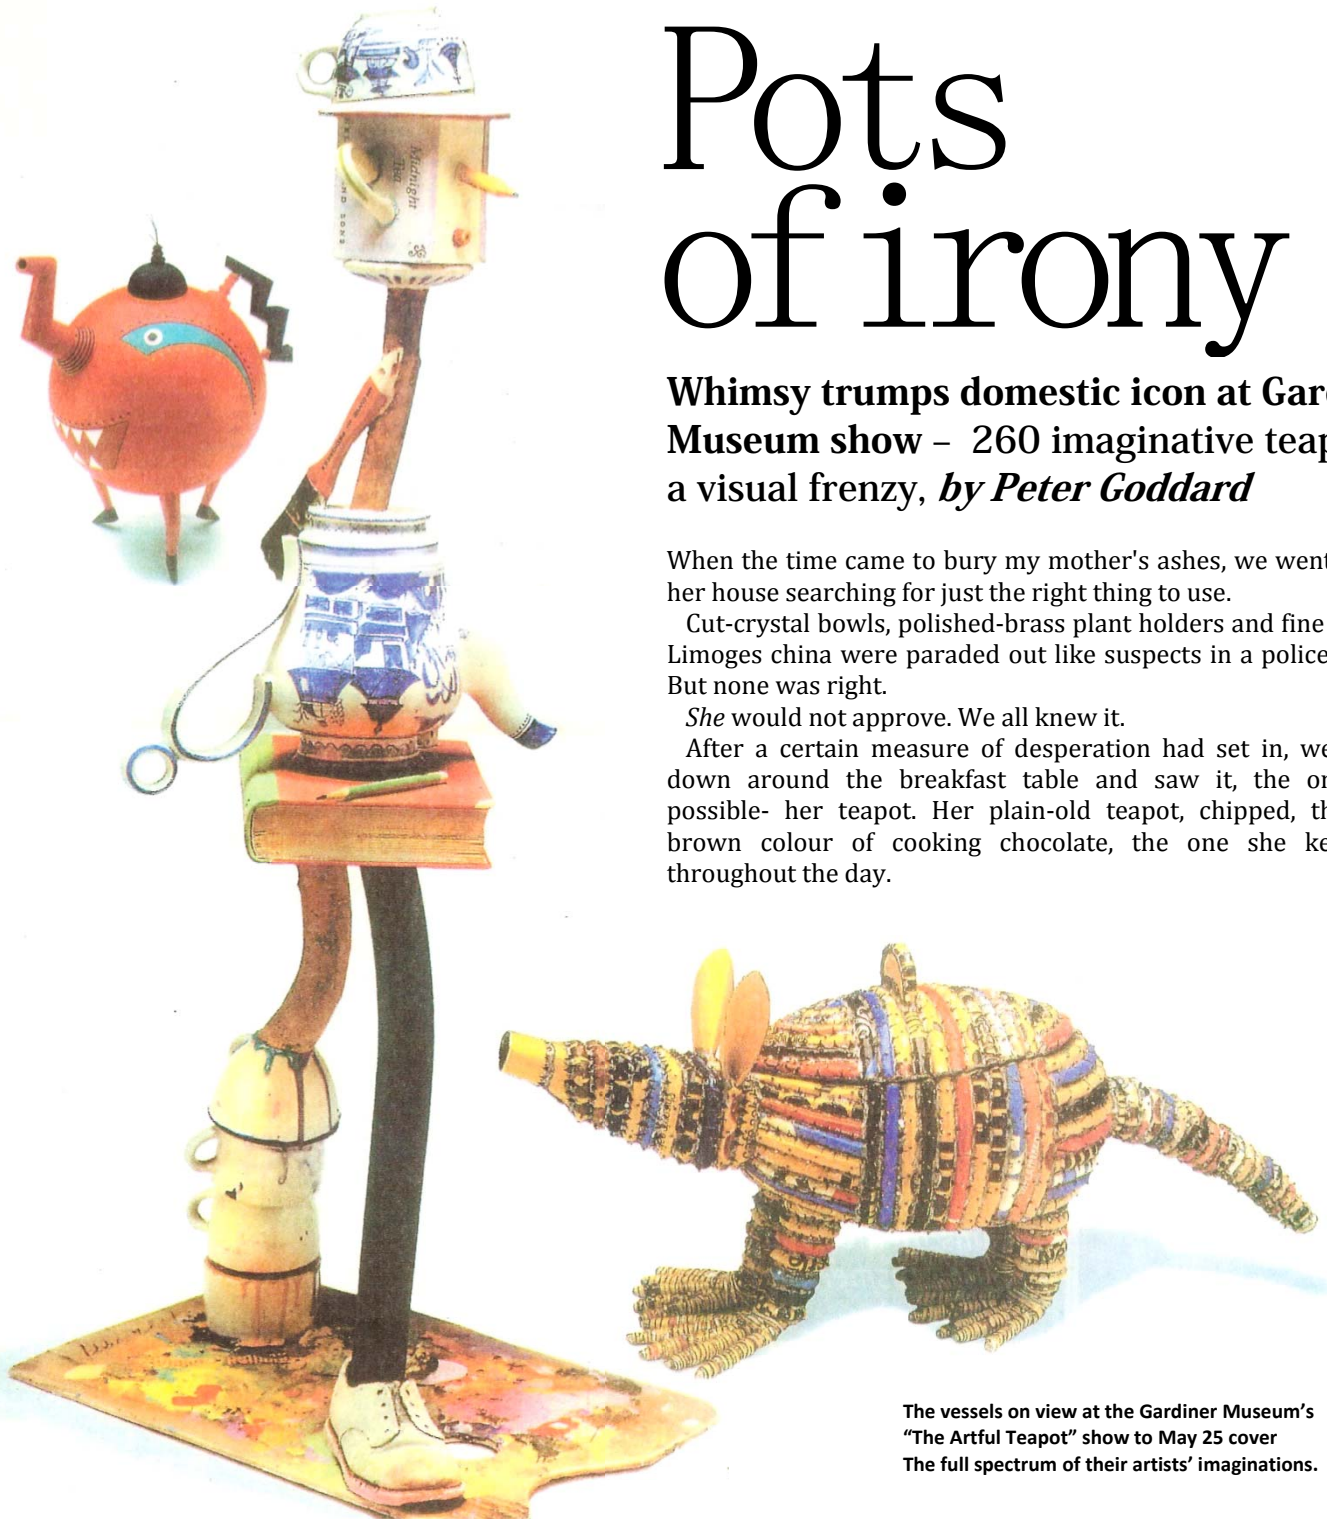 Pots
of irony
Whimsy trumps domestic icon at Gar
Museum show – 260 imaginative teap
a visual frenzy, by Peter Goddard
When the time came to bury my mother's ashes, we went
her house searching for just the right thing to use.
Cut-crystal bowls, polished-brass plant holders and fine
Limoges china were paraded out like suspects in a police
But none was right.
She would not approve. We all knew it.
After a certain measure of desperation had set in, we
down around the breakfast table and saw it, the on
possible- her teapot. Her plain-old teapot, chipped, th
brown colour of cooking chocolate, the one she ke
throughout the day.
Midnight
Tea
ND SONS
The vessels on view at the Gardiner Museum’s
“The Artful Teapot” show to May 25 cover
The full spectrum of their artists’ imaginations.